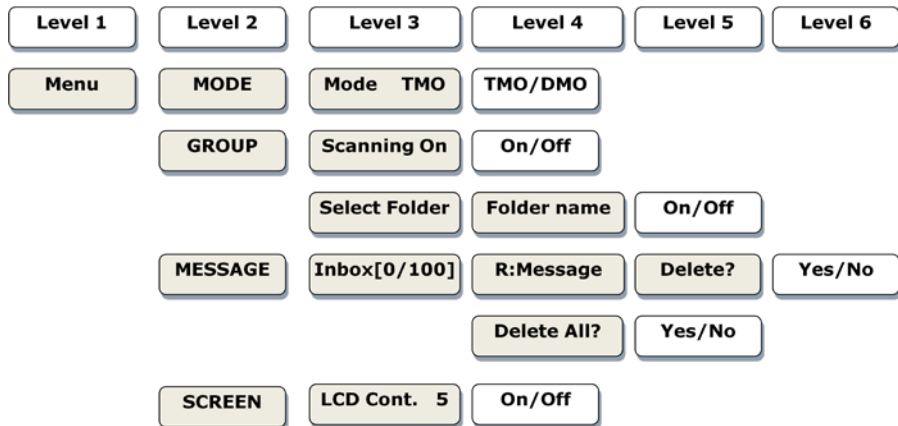 Level 1 Level 2 Level 3 Level 4 Level 5 Level 6
Menu MODE Mode TMO TMO/DMO
GROUP Scanning On On/Off
Select Folder Folder name On/Off
MESSAGE Inbox[0/100] R:Message Delete? Yes/No
Delete All? Yes/No
SCREEN LCD Cont. 5 On/Off